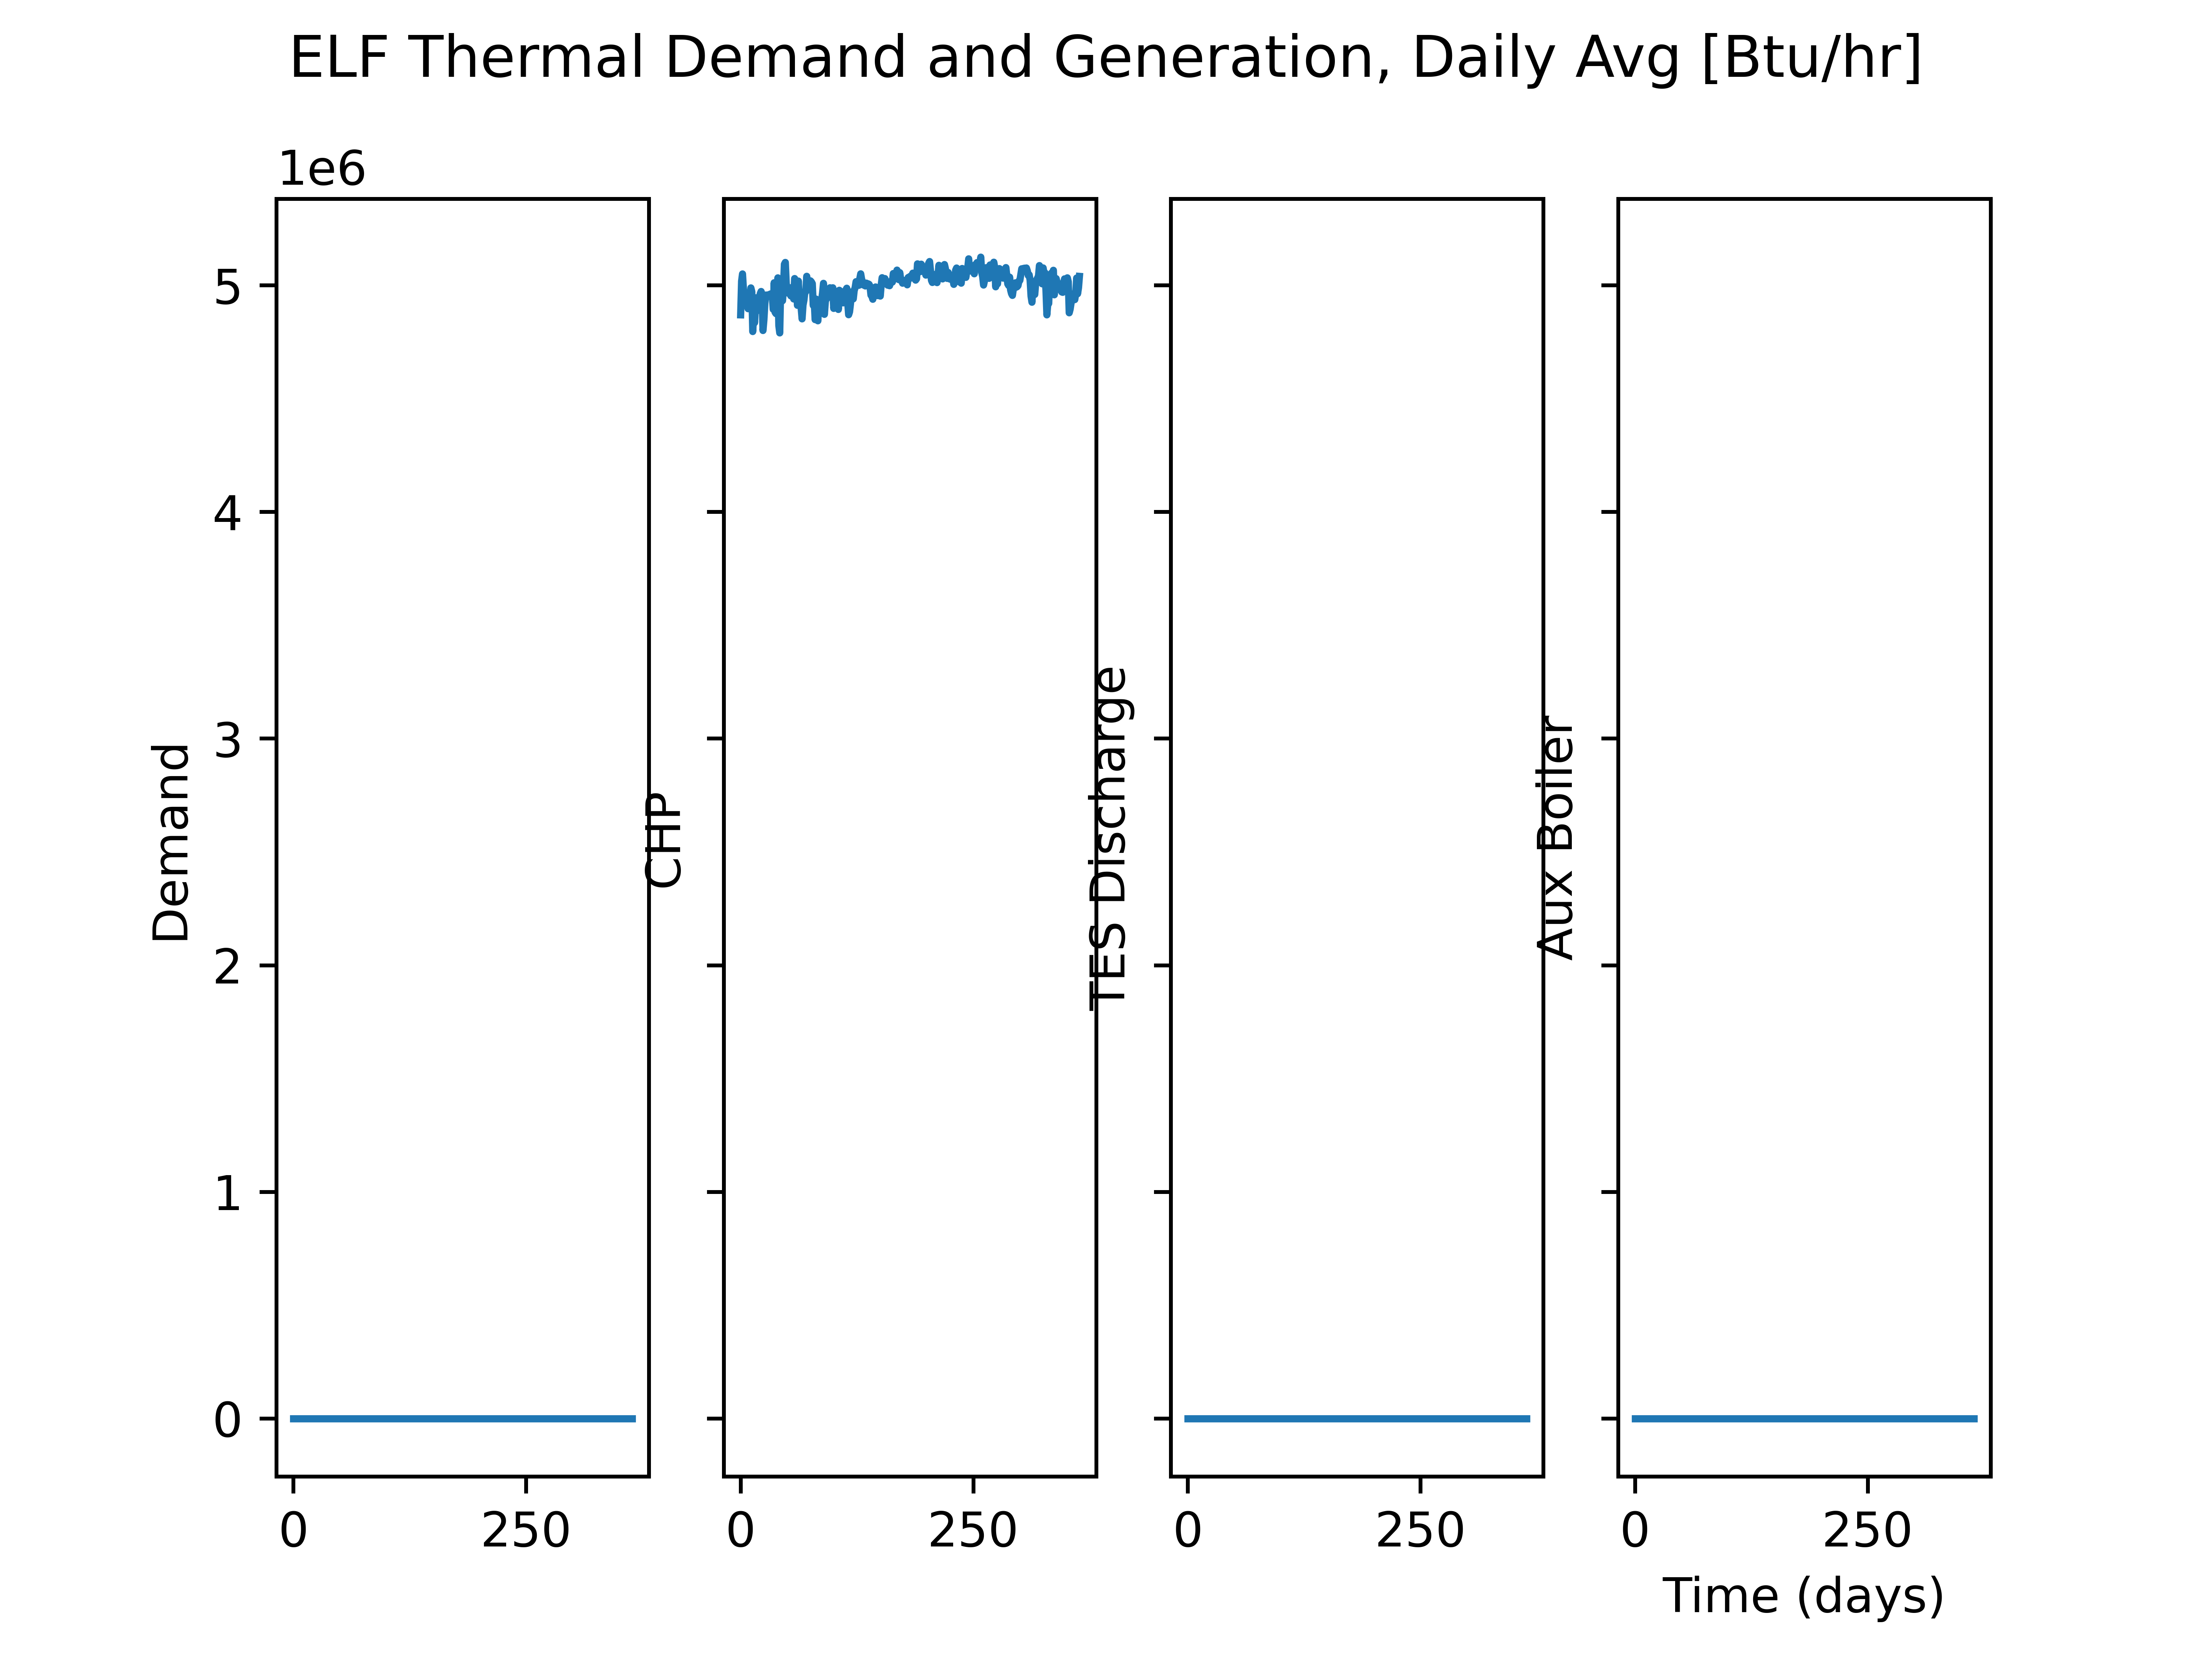 ELF Thermal Demand and Generation, Daily Avg [Btu/hr]
1e6
Demand
5
4
3
2
1
0
CHP
TES Discharge
Aux Boiler
0 250
0 250
0 250
0 250
Time (days)